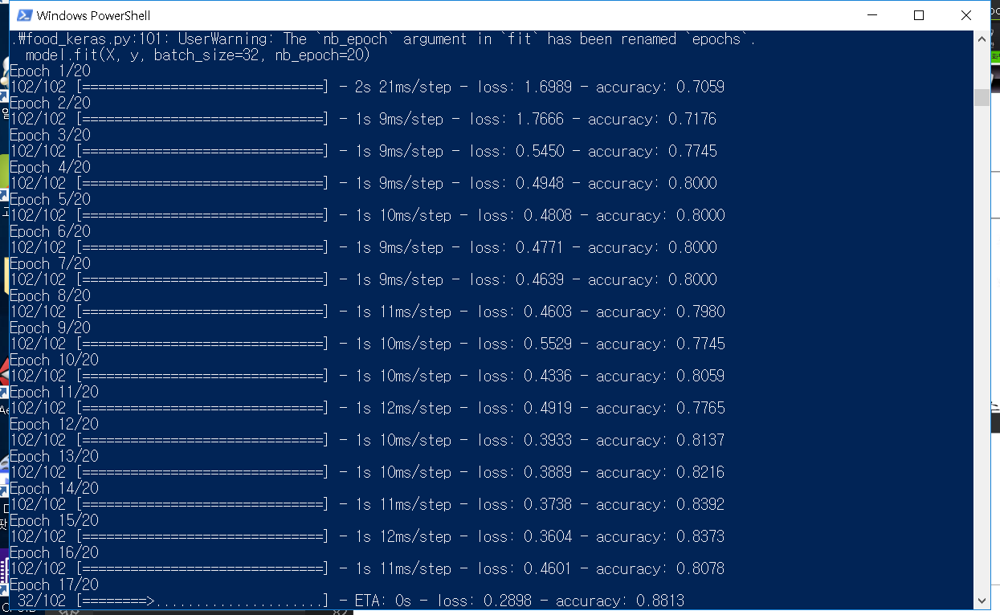 Windows PowerShell
.₩food_keras.py:101: UserWarning: The `nb_epoch` argument in `fit` has been renamed `epochs`.
  model.fit(X, y, batch_size=32, nb_epoch=20)
Epoch 1/20
102/102 [==============================] - 2s 21ms/step - loss: 1.6989 - accuracy: 0.7059
Epoch 2/20
102/102 [==============================] - 1s 9ms/step - loss: 1.7666 - accuracy: 0.7176
Epoch 3/20
102/102 [==============================] - 1s 9ms/step - loss: 0.5450 - accuracy: 0.7745
Epoch 4/20
102/102 [==============================] - 1s 9ms/step - loss: 0.4948 - accuracy: 0.8000
Epoch 5/20
102/102 [==============================] - 1s 10ms/step - loss: 0.4808 - accuracy: 0.8000
Epoch 6/20
102/102 [==============================] - 1s 9ms/step - loss: 0.4771 - accuracy: 0.8000
Epoch 7/20
102/102 [==============================] - 1s 9ms/step - loss: 0.4639 - accuracy: 0.8000
Epoch 8/20
102/102 [==============================] - 1s 11ms/step - loss: 0.4603 - accuracy: 0.7980
Epoch 9/20
102/102 [==============================] - 1s 10ms/step - loss: 0.5529 - accuracy: 0.7745
Epoch 10/20
102/102 [==============================] - 1s 10ms/step - loss: 0.4330 - accuracy: 0.8059
Epoch 11/20
102/102 [==============================] - 1s 12ms/step - loss: 0.4919 - accuracy: 0.7765
Epoch 12/20
102/102 [==============================] - 1s 10ms/step - loss: 0.3933 - accuracy: 0.8137
Epoch 13/20
102/102 [==============================] - 1s 10ms/step - loss: 0.3889 - accuracy: 0.8216
Epoch 14/20
102/102 [==============================] - 1s 11ms/step - loss: 0.3738 - accuracy: 0.8392
Epoch 15/20
102/102 [==============================] - 1s 12ms/step - loss: 0.3604 - accuracy: 0.8373
Epoch 16/20
102/102 [==============================] - 1s 11ms/step - loss: 0.4601 - accuracy: 0.8078
Epoch 17/20
 32/102 [========>.....................] - ETA: 0s - loss: 0.2898 - accuracy: 0.8813